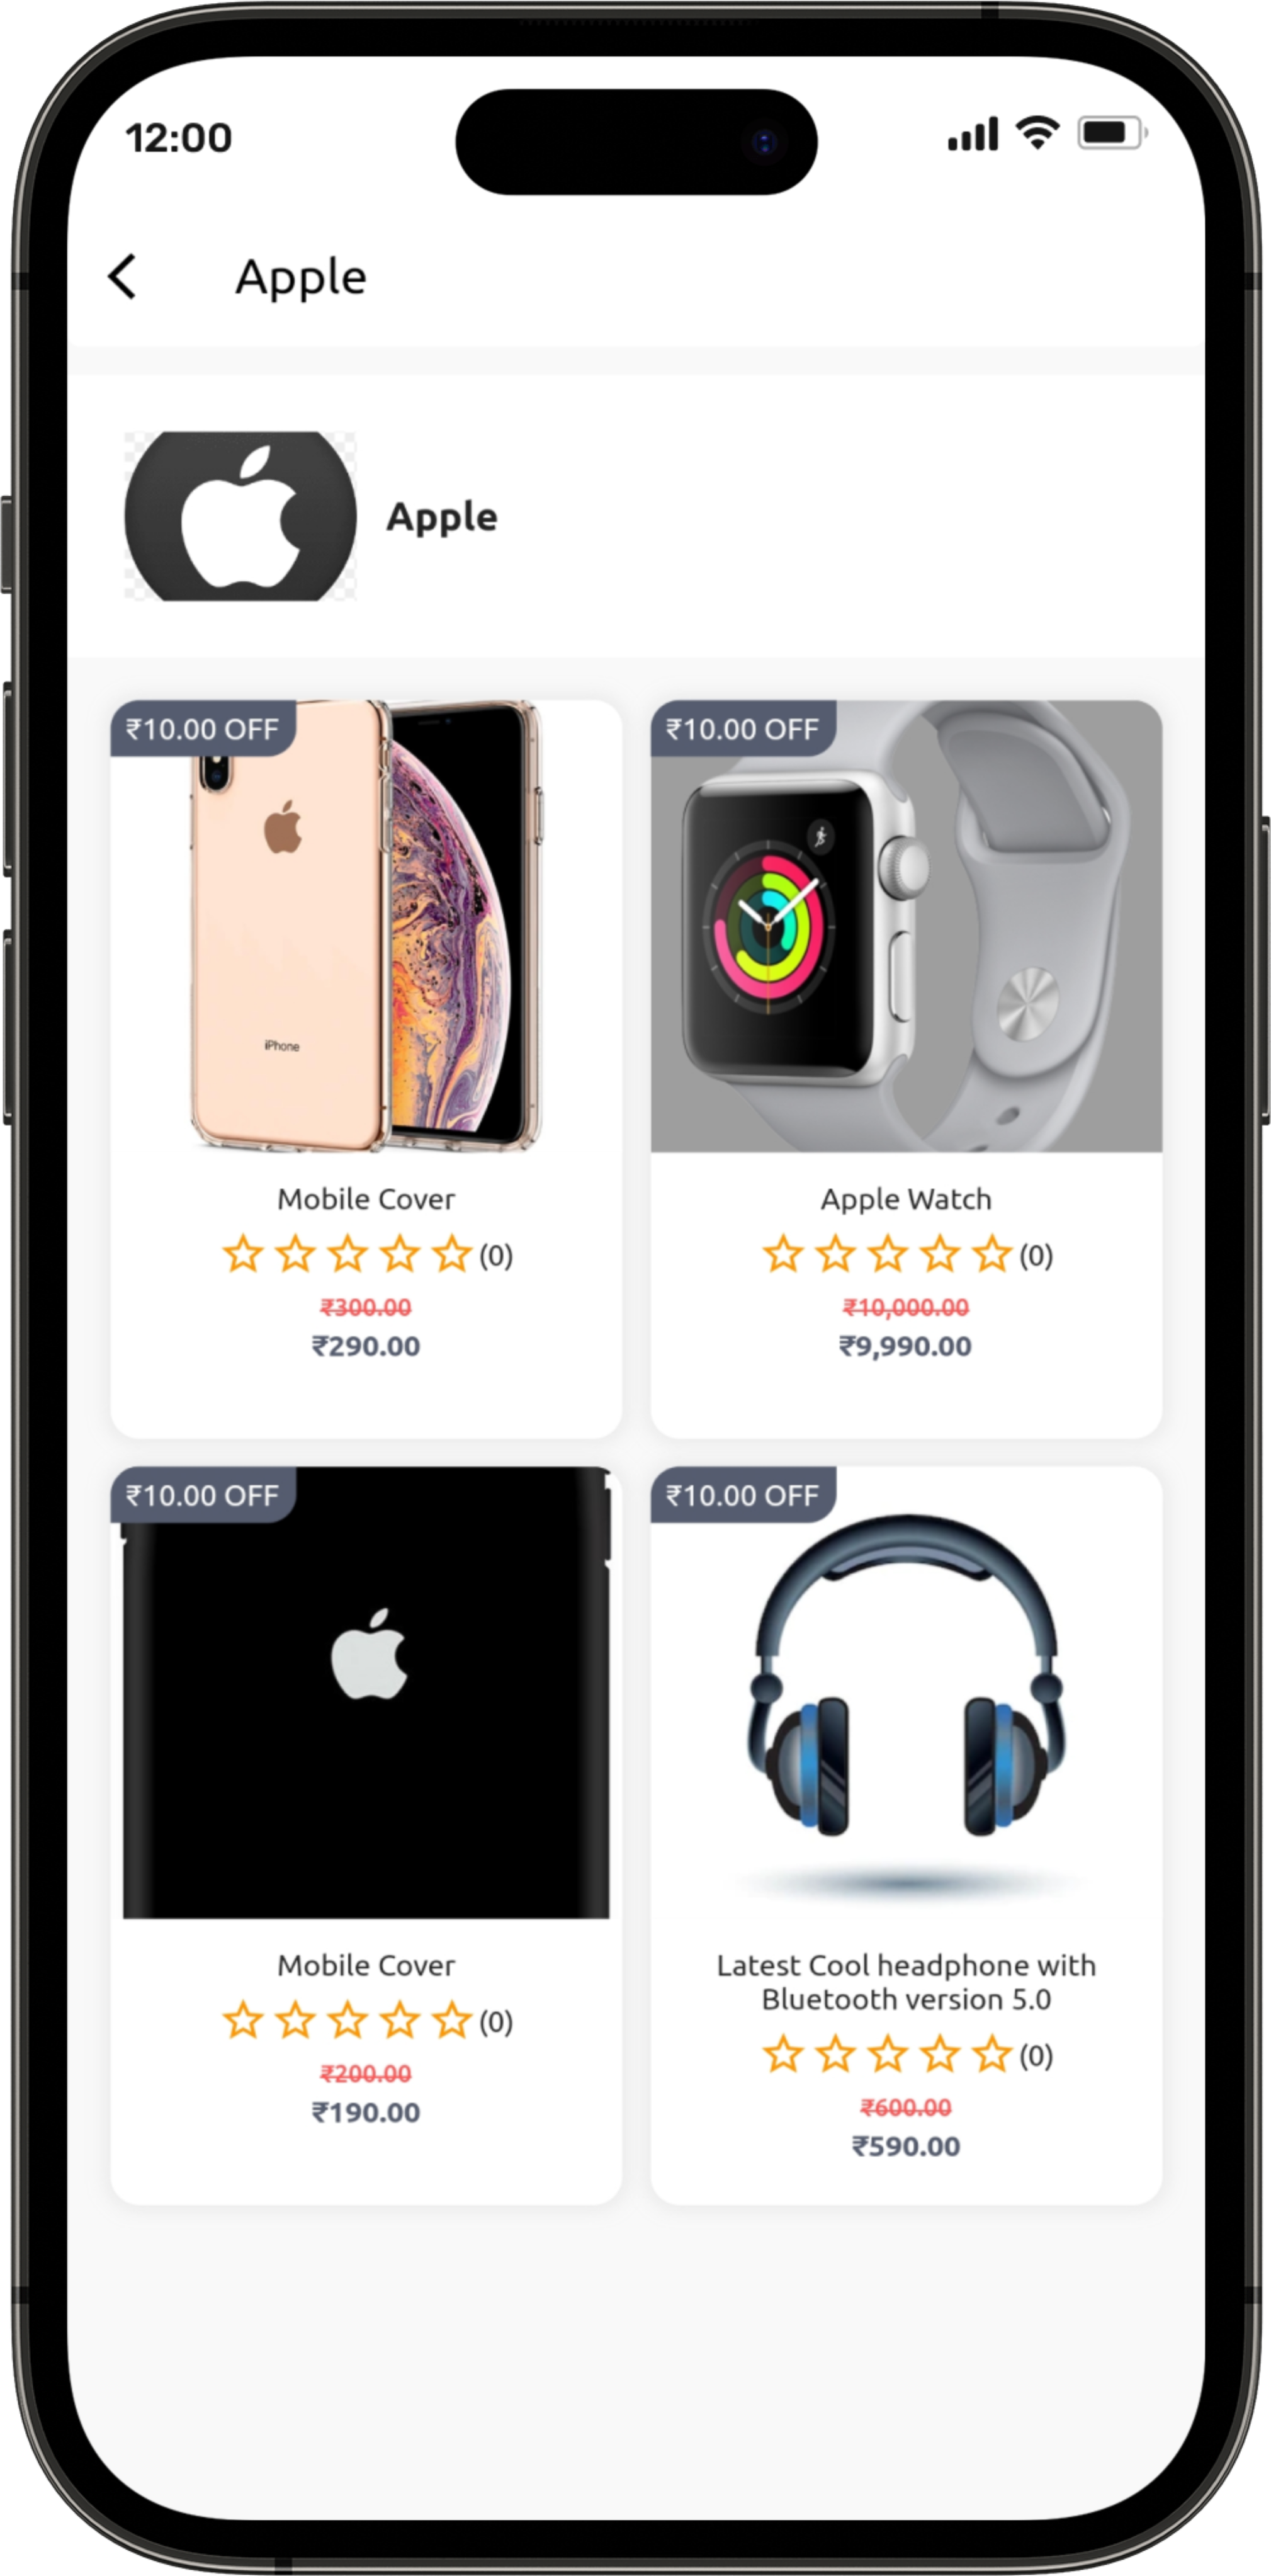 12:00
Apple
Apple
₹10.00 OFF
iPhone
Mobile Cover
(0)
₹300.00
₹290.00
₹10.00 OFF
Apple Watch
(0)
₹10,000.00
₹9,990.00
₹10.00 OFF
Mobile Cover
(0)
₹200.00
₹190.00
₹10.00 OFF
Latest Cool headphone with
Bluetooth version 5.0
(0)
₹600.00
₹590.00